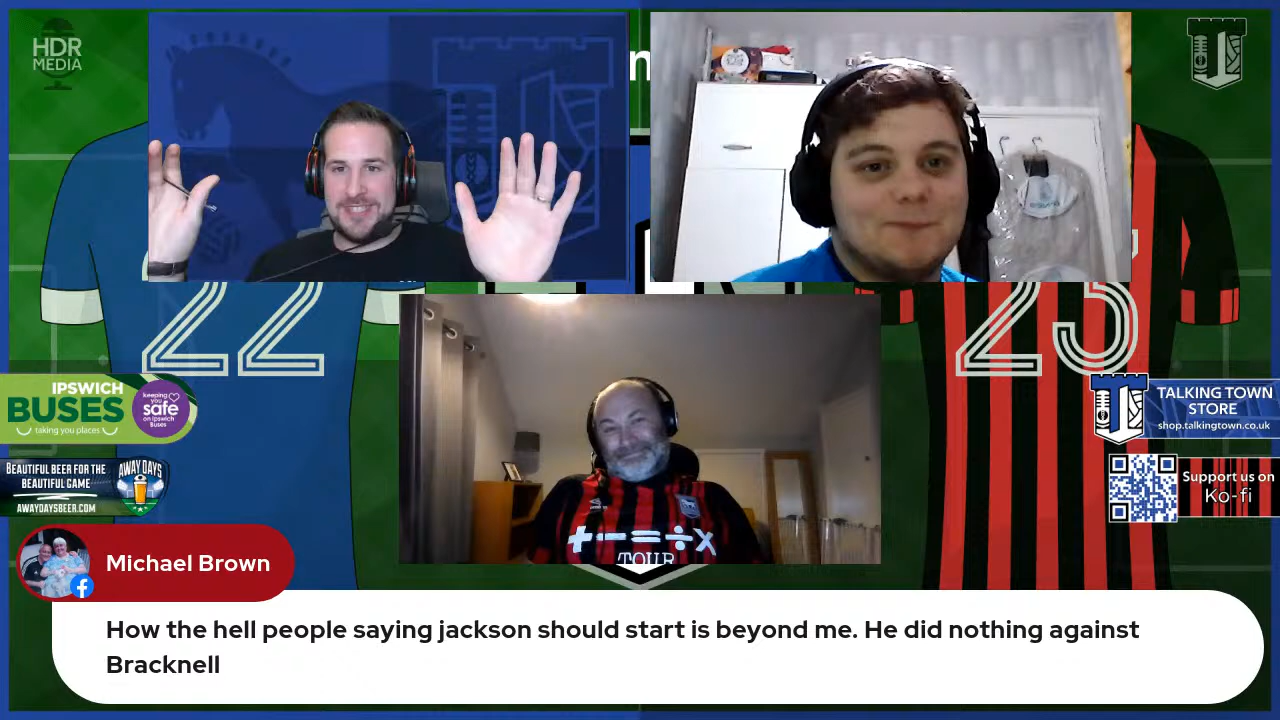 HDR
MEDIA
22
23
IPSWICH
BUSES
taking you places
keeping
you
safe
on Ipswich
Buses
BEAUTIFUL BEER FOR THE
BEAUTIFUL GAME
AWAYDAYSBEER.COM
AWAY DAYS
TALKING TOWN
STORE
shop.talkingtown.co.uk
Support us on
Ko-fi
+-=÷x
TOUR
Michael Brown
How the hell people saying jackson should start is beyond me. He did nothing against
Bracknell